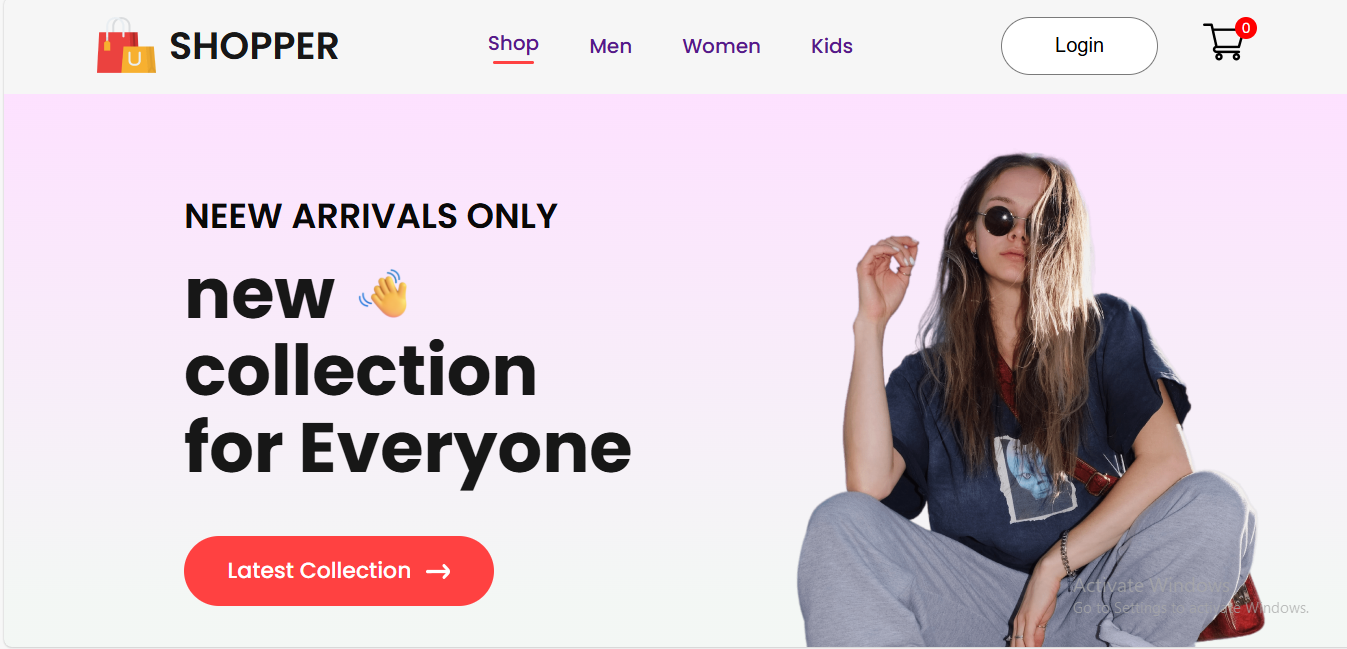 SHOPPER
Shop
Men
Women
Kids
Login
0
NEEW ARRIVALS ONLY
new
collection
for Everyone
Latest Collection
U
Activate Windows
Go to Settings to activate Windows.